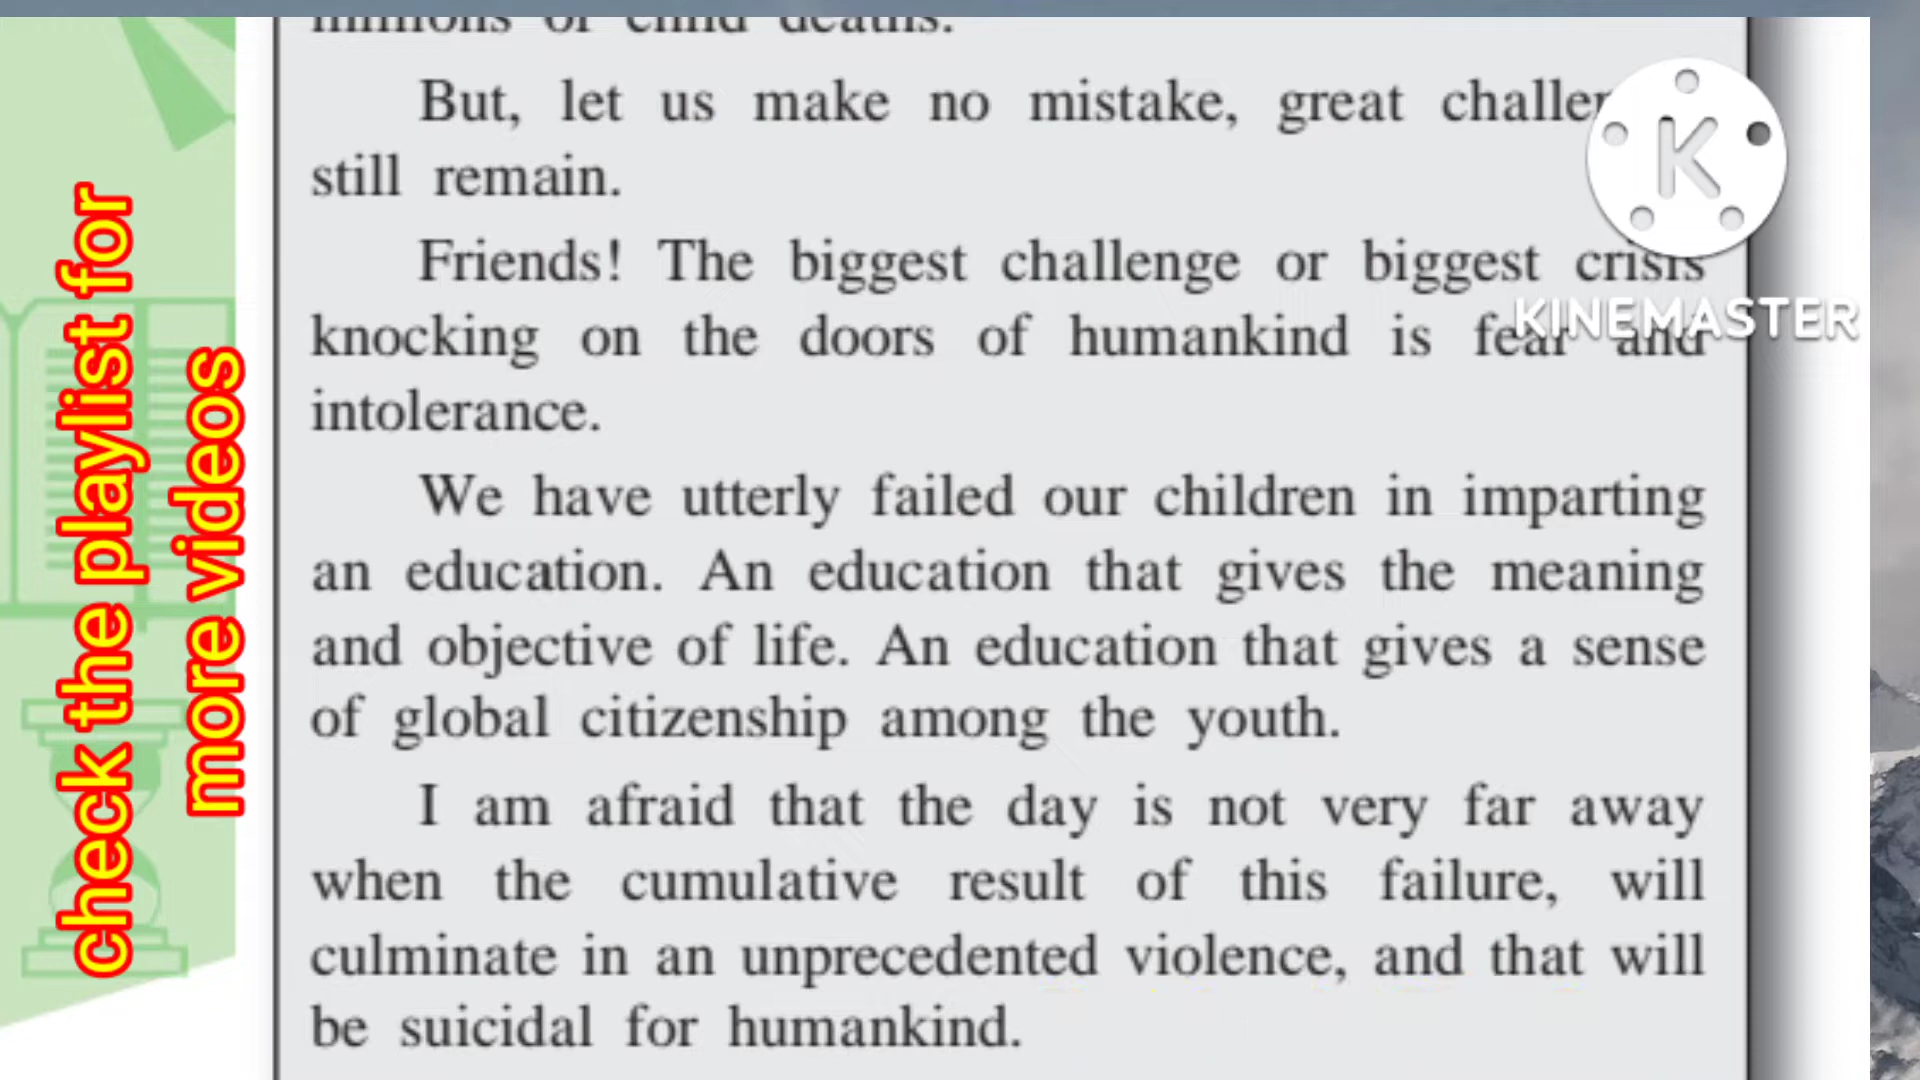 millions of child deaths.
But, let us make no mistake, great
still remain.
Friends! The biggest challenge or biggest crisis
knocking on the doors of humankind is fear and
intolerance.
We have utterly failed our children in imparting
an education. An education that gives the meaning
and objective of life. An education that gives a sense
of global citizenship among the youth.
I am afraid that the day is not very far away
when the cumulative result of this failure, will
culminate in an unprecedented violence, and that will
be suicidal for humankind.
check the playlist for
more videos
K
KINEMASTER